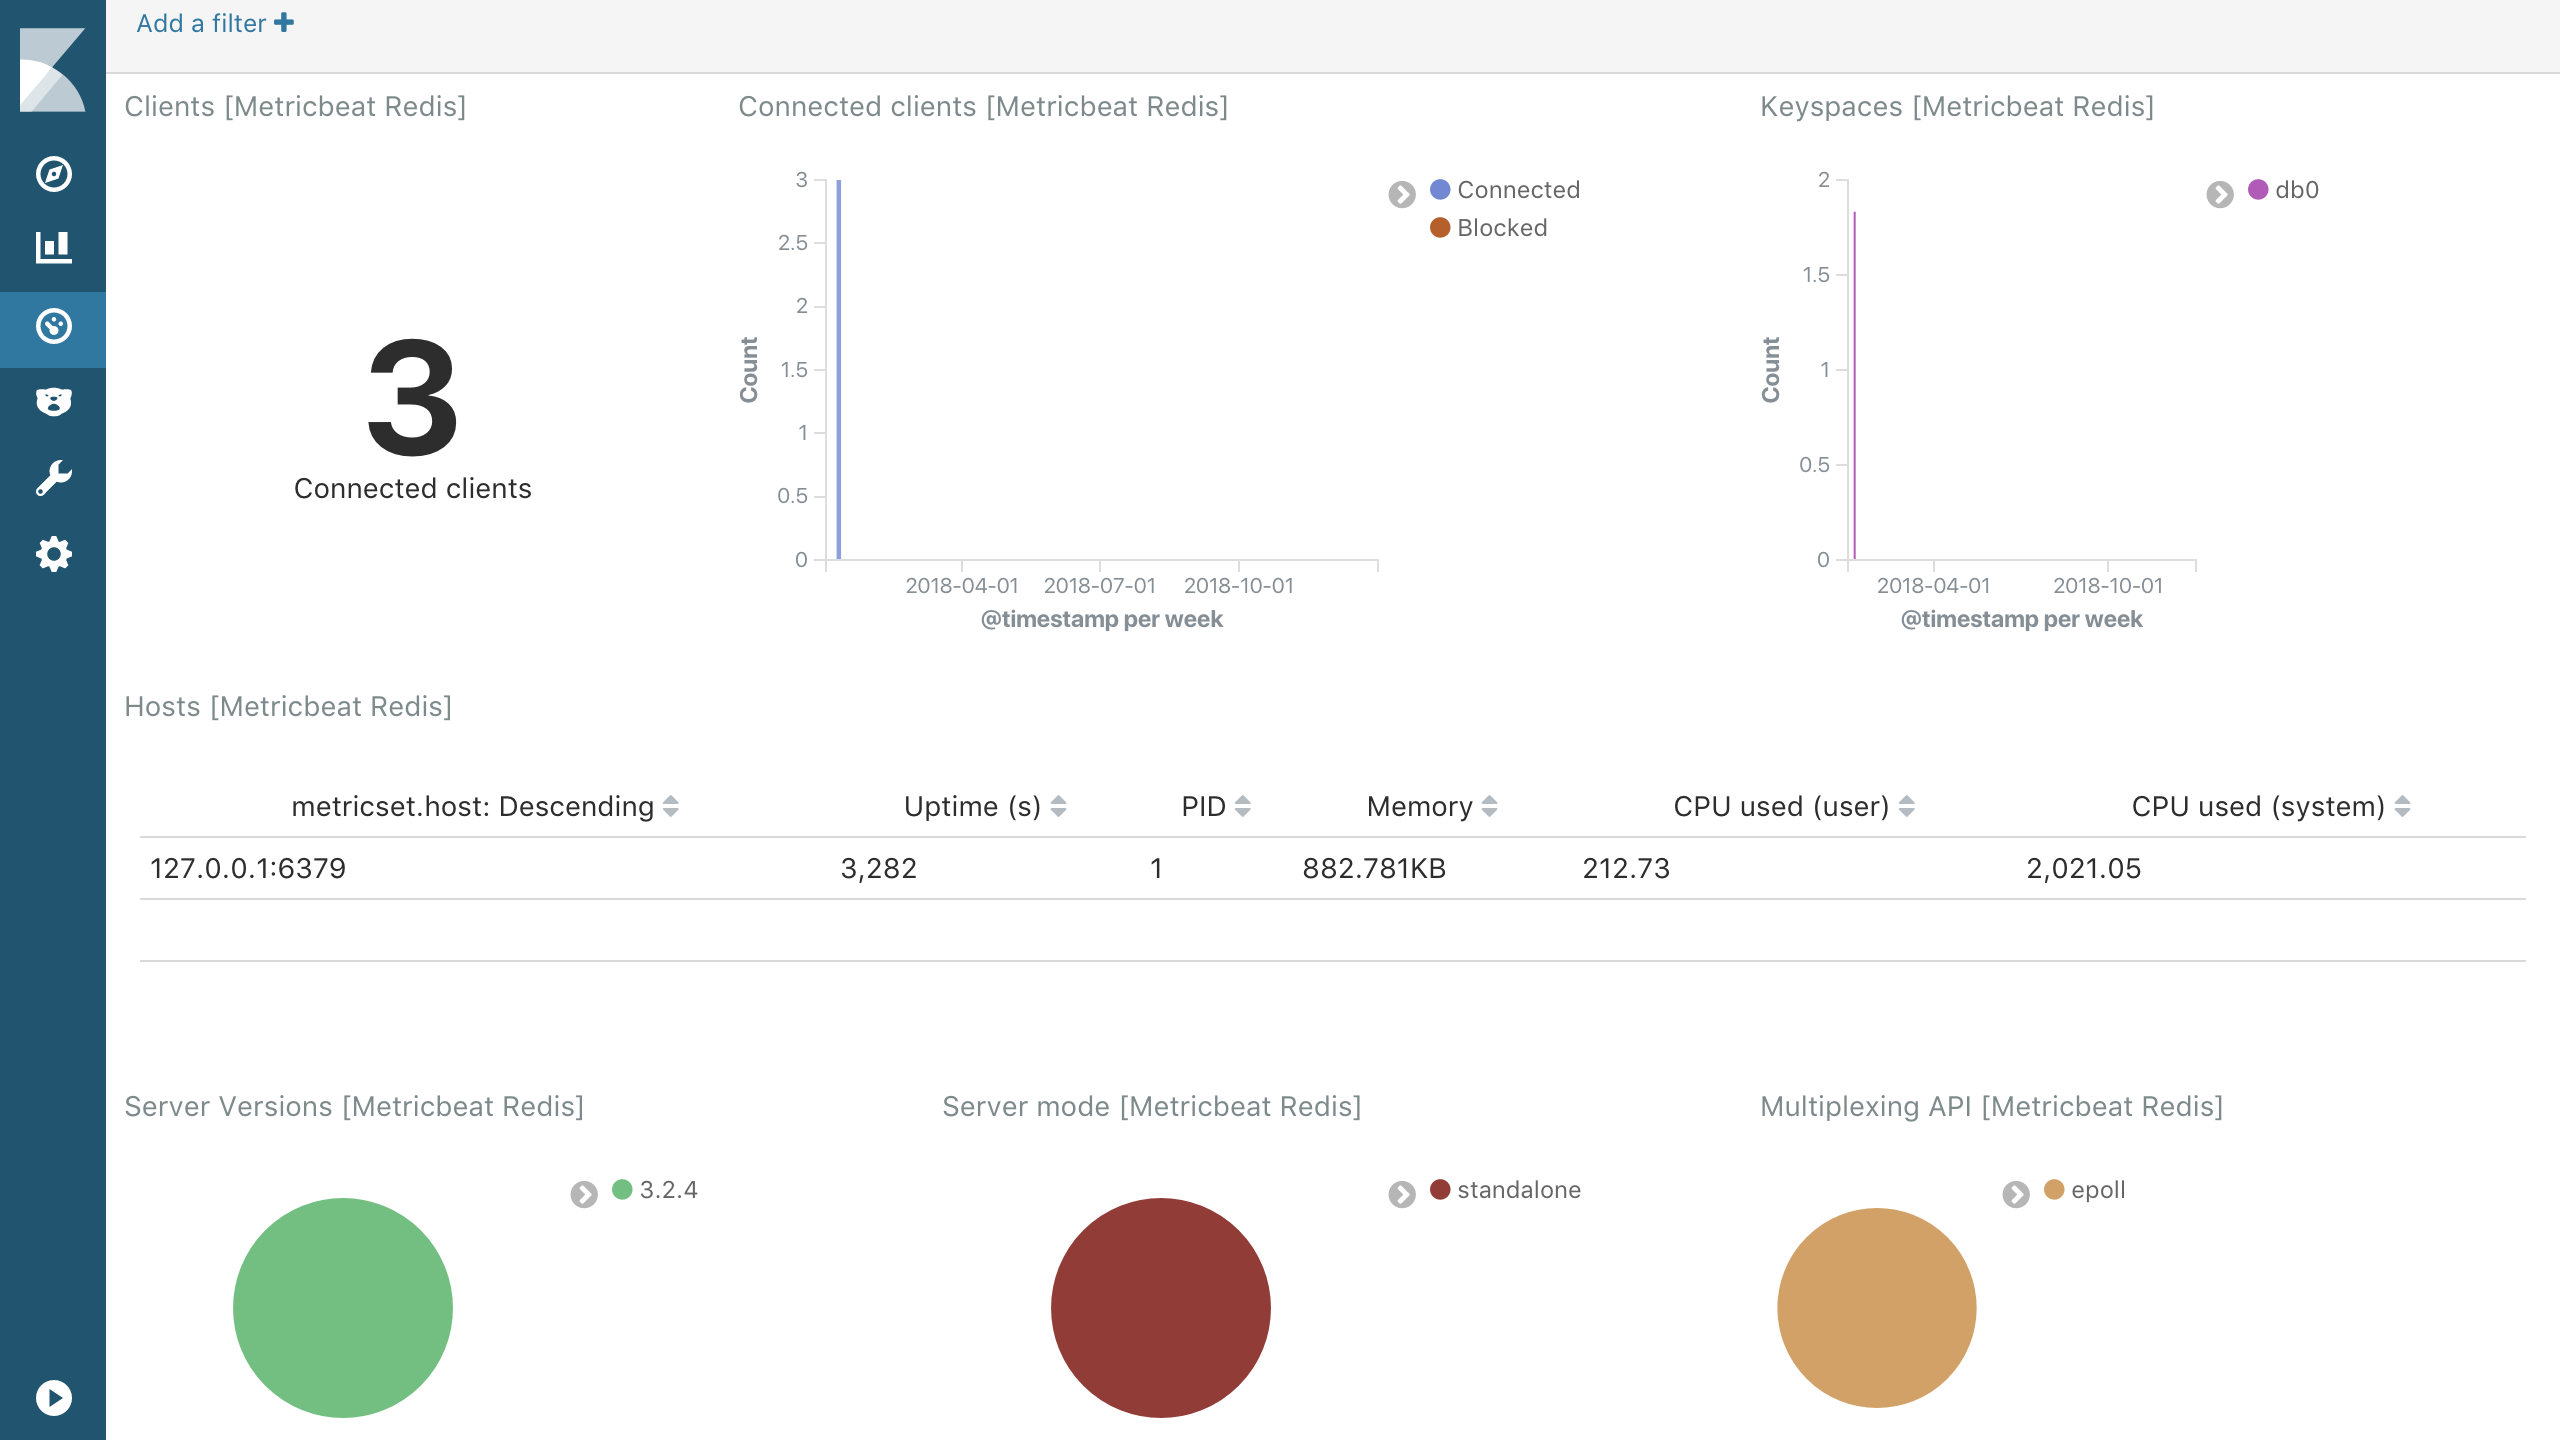 Add a filter +
Clients [Metricbeat Redis]
3
Connected clients
Connected clients [Metricbeat Redis]
3
2.5
2
1.5
1
0.5
0
Count
2018-04-01 2018-07-01 2018-10-01
@timestamp per week
Connected
Blocked
Keyspaces [Metricbeat Redis]
2
1.5
1
0.5
0
Count
2018-04-01 2018-10-01
@timestamp per week
db0
Hosts [Metricbeat Redis]
metricset.host: Descending Uptime (s) PID Memory CPU used (user) CPU used (system)
127.0.0.1:6379 3,282 1 882.781KB 212.73 2,021.05
Server Versions [Metricbeat Redis]
3.2.4
Server mode [Metricbeat Redis]
standalone
Multiplexing API [Metricbeat Redis]
epoll